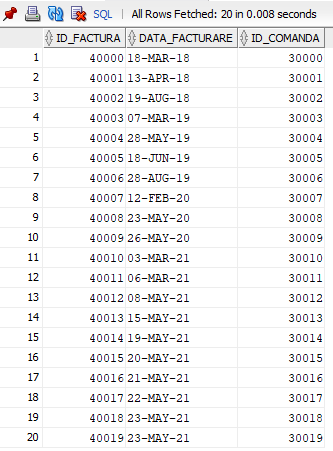 SQL | All Rows Fetched: 20 in 0.008 seconds
ID_FACTURA DATA_FACTURARE ID_COMANDA
1 40000 18-MAR-18 30000
2 40001 13-APR-18 30001
3 40002 19-AUG-18 30002
4 40003 07-MAR-19 30003
5 40004 28-MAY-19 30004
6 40005 18-JUN-19 30005
7 40006 28-AUG-19 30006
8 40007 12-FEB-20 30007
9 40008 23-MAY-20 30008
10 40009 26-MAY-20 30009
11 40010 03-MAR-21 30010
12 40011 06-MAR-21 30011
13 40012 08-MAY-21 30012
14 40013 15-MAY-21 30013
15 40014 19-MAY-21 30014
16 40015 20-MAY-21 30015
17 40016 21-MAY-21 30016
18 40017 22-MAY-21 30017
19 40018 23-MAY-21 30018
20 40019 23-MAY-21 30019